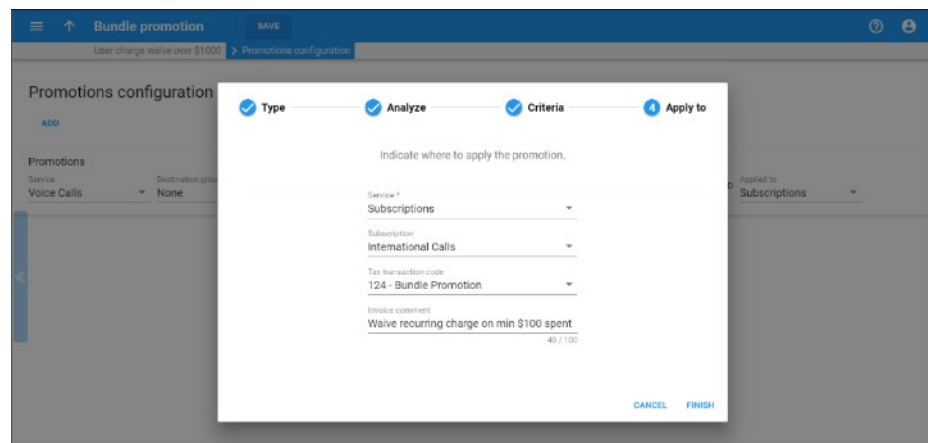 Bundle promotion
SAVE
User charge waive over $1000 > Promotions configuration
Promotions configuration
ADD
Promotions
Service
Destination grou
Applied to
Voice Calls
None
Subscriptions
Type
Analyze
Criteria
4 Apply to
Indicate where to apply the promotion.
Service *
Subscriptions
Subscription
International Calls
Tax transaction code
124 - Bundle Promotion
Invoice comment
Waive recurring charge on min $100 spent
40 / 100
CANCEL FINISH